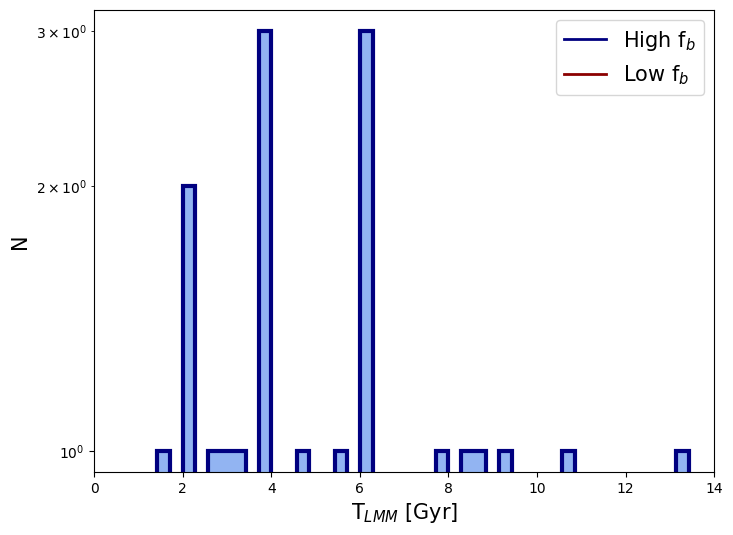 High f_b
Low f_b
3 × 10^0
2 × 10^0
10^0
N
0 2 4 6 8 10 12 14
T_LMM [Gyr]